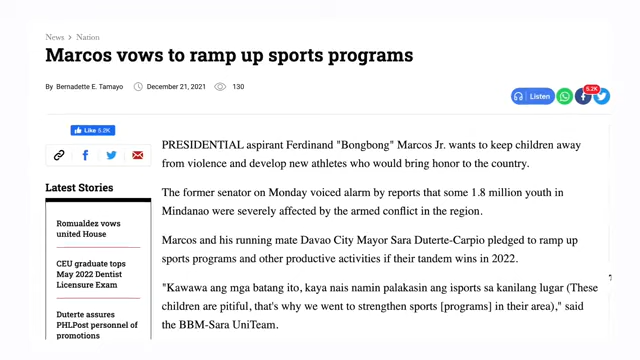 News > Nation
Marcos vows to ramp up sports programs
By Bernadette E. Tamayo December 21, 2021 130
Listen
5.2K
Like 5.2K
PRESIDENTIAL aspirant Ferdinand "Bongbong" Marcos Jr. wants to keep children away
from violence and develop new athletes who would bring honor to the country.
The former senator on Monday voiced alarm by reports that some 1.8 million youth in
Mindanao were severely affected by the armed conflict in the region.
Marcos and his running mate Davao City Mayor Sara Duterte-Carpio pledged to ramp up
sports programs and other productive activities if their tandem wins in 2022.
"Kawawa ang mga batang ito, kaya nais namin palakasin ang isports sa kanilang lugar (These
children are pitiful, that's why we went to strengthen sports [programs] in their area)," said
the BBM-Sara UniTeam.
Latest Stories
Romualdez vows
united House
CEU graduate tops
May 2022 Dentist
Licensure Exam
Duterte assures
PHLPost personnel of
promotions